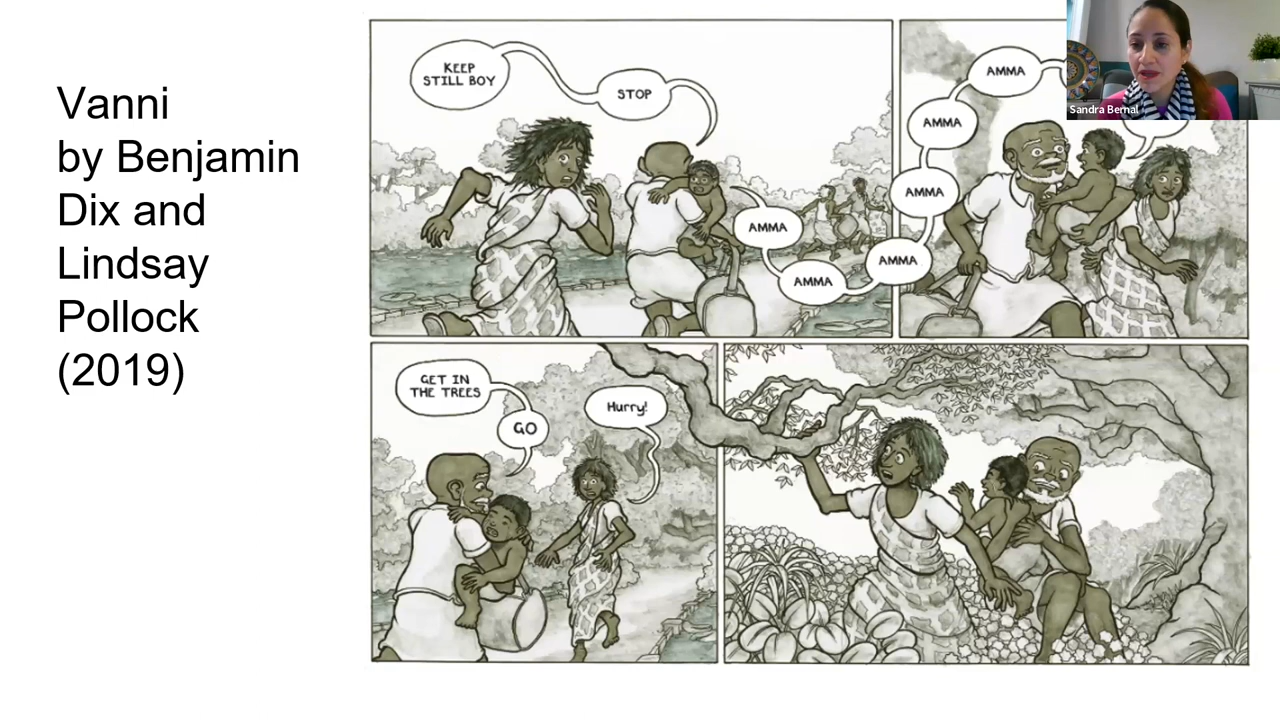 Vanni
by Benjamin
Dix and
Lindsay
Pollock
(2019)
KEEP
STILL BOY
STOP
AMMA
AMMA
AMMA
AMMA
AMMA
AMMA
Sandra Bernal
GET IN
THE TREES
GO
Hurry!